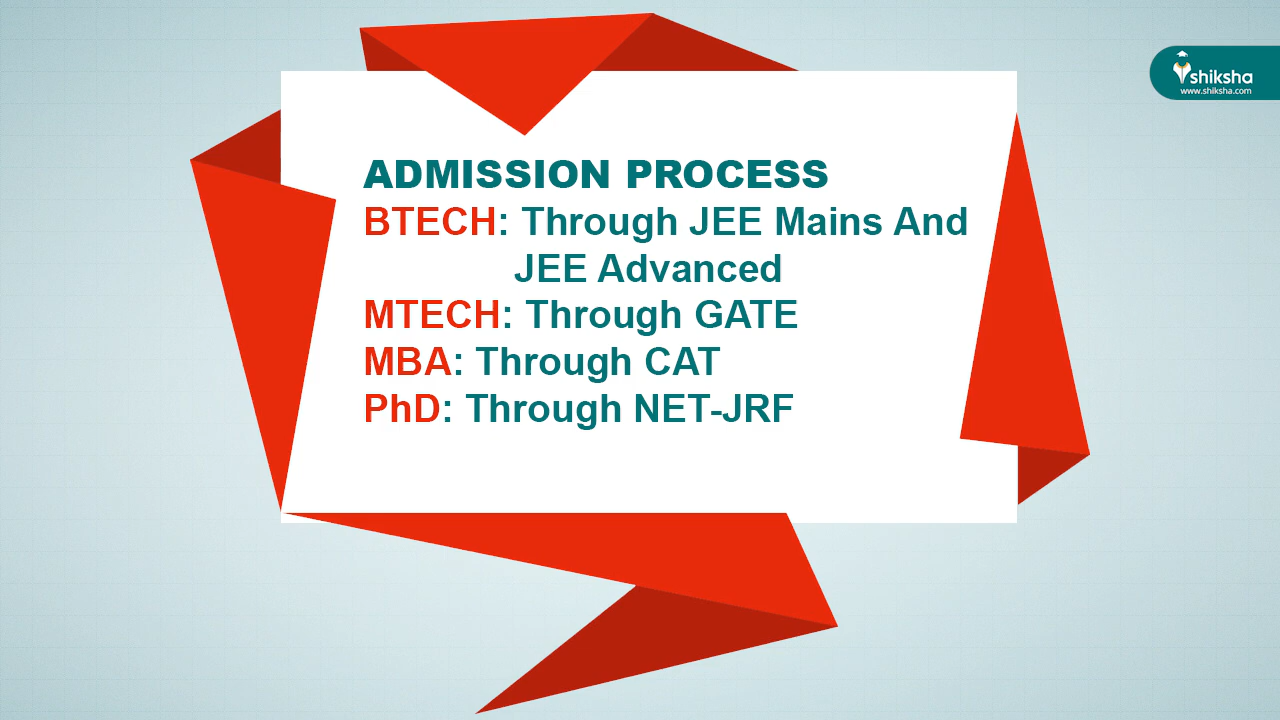 shiksha
www.shiksha.com
ADMISSION PROCESS
BTECH: Through JEE Mains And
JEE Advanced
MTECH: Through GATE
MBA: Through CAT
PhD: Through NET-JRF